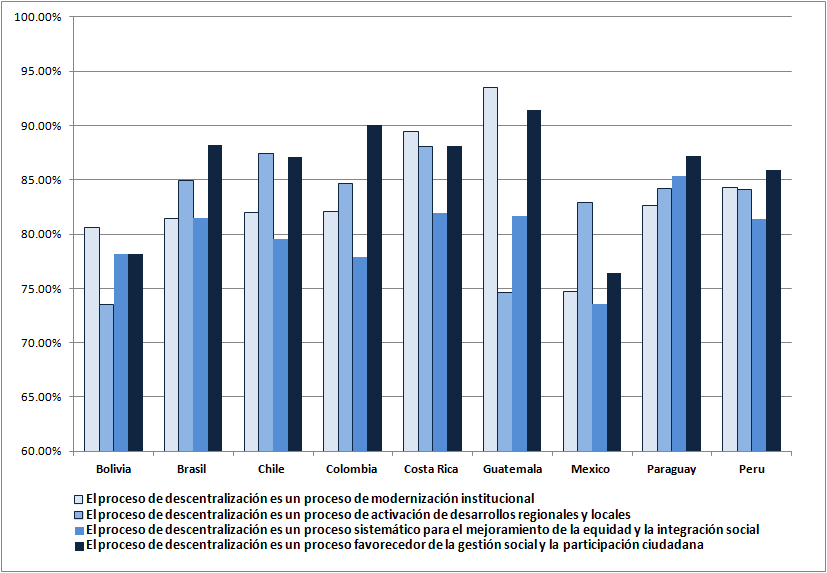 100.00%
95.00%
90.00%
85.00%
80.00%
75.00%
70.00%
65.00%
60.00%
Bolivia Brasil Chile Colombia Costa Rica Guatemala Mexico Paraguay Peru
El proceso de descentralización es un proceso de modernización institucional
El proceso de descentralización es un proceso de activación de desarrollos regionales y locales
El proceso de descentralización es un proceso sistemático para el mejoramiento de la equidad y la integración social
El proceso de descentralización es un proceso favorecedor de la gestión social y la participación ciudadana